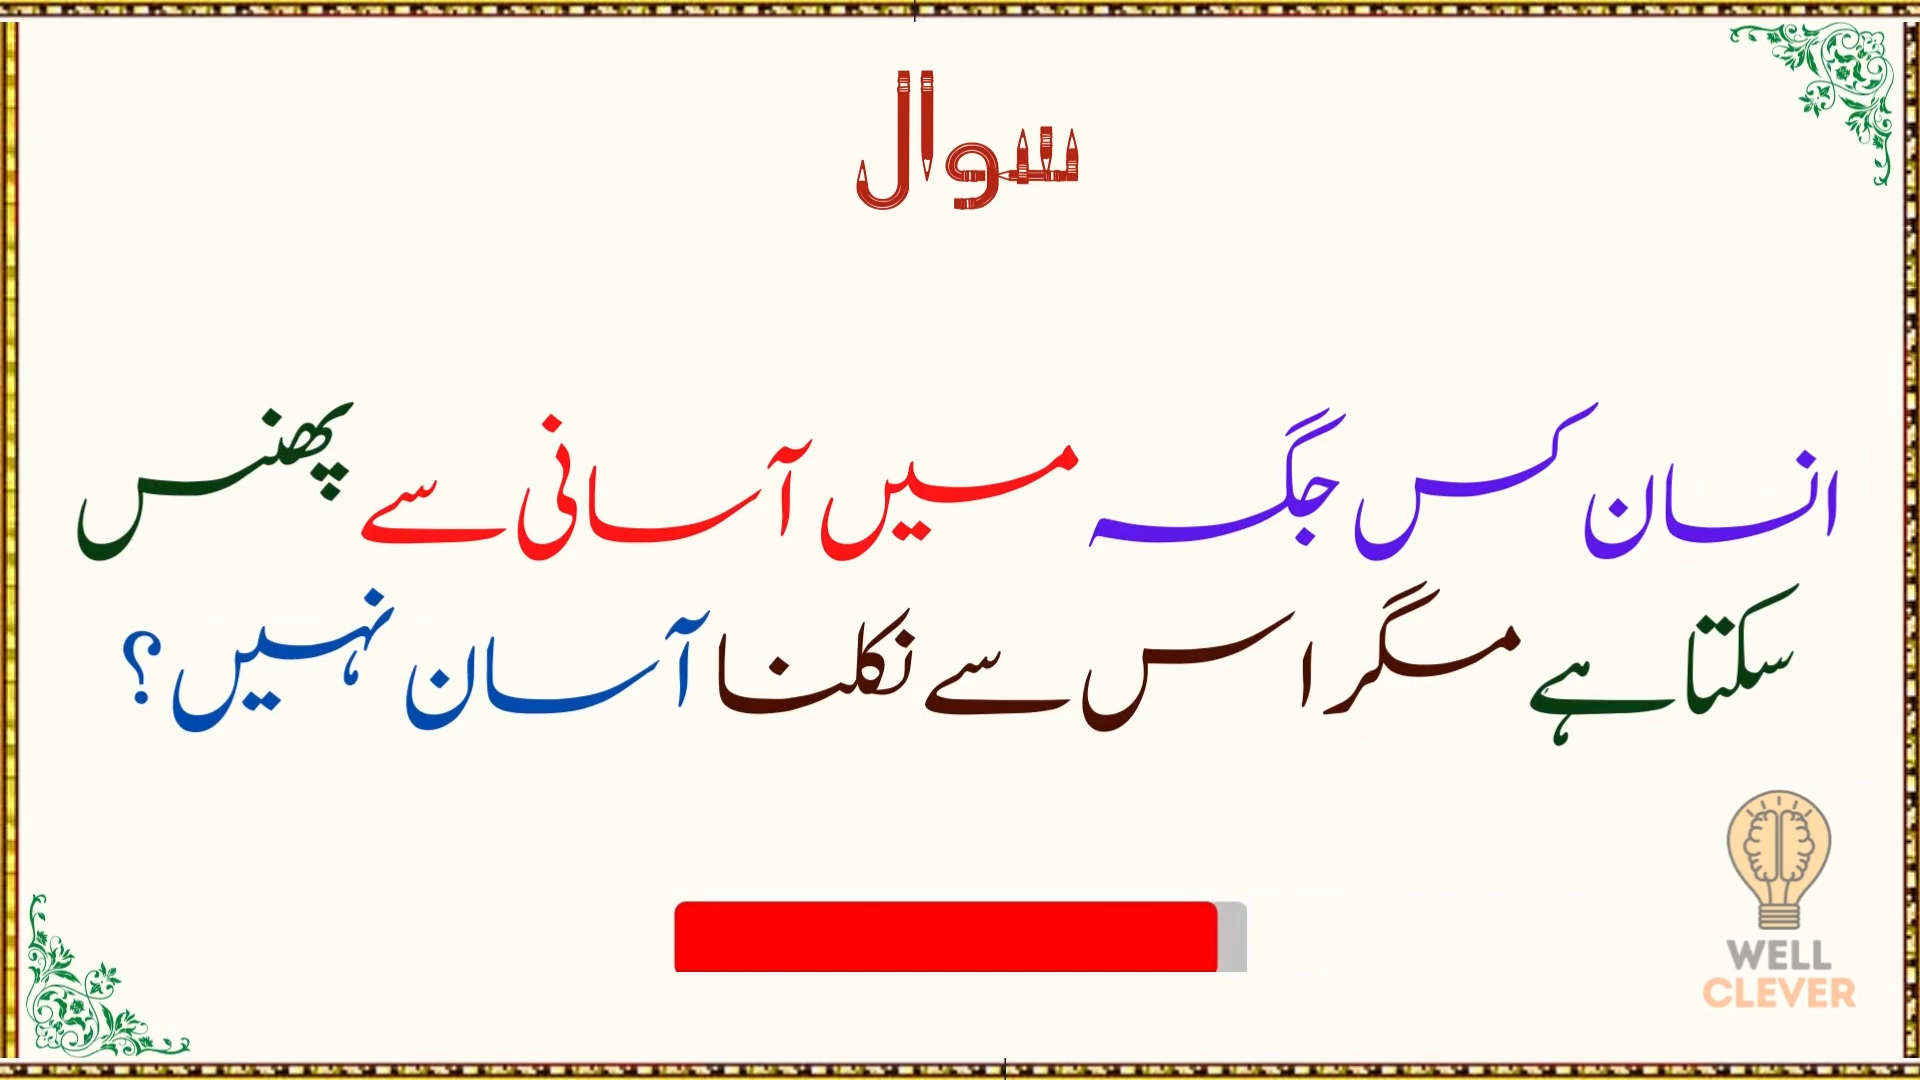 سوال
انسان کس جگہ میں آسانی سے پھنس
سکتا ہے مگر اس سے نکلنا آسان نہیں؟
WELL
CLEVER